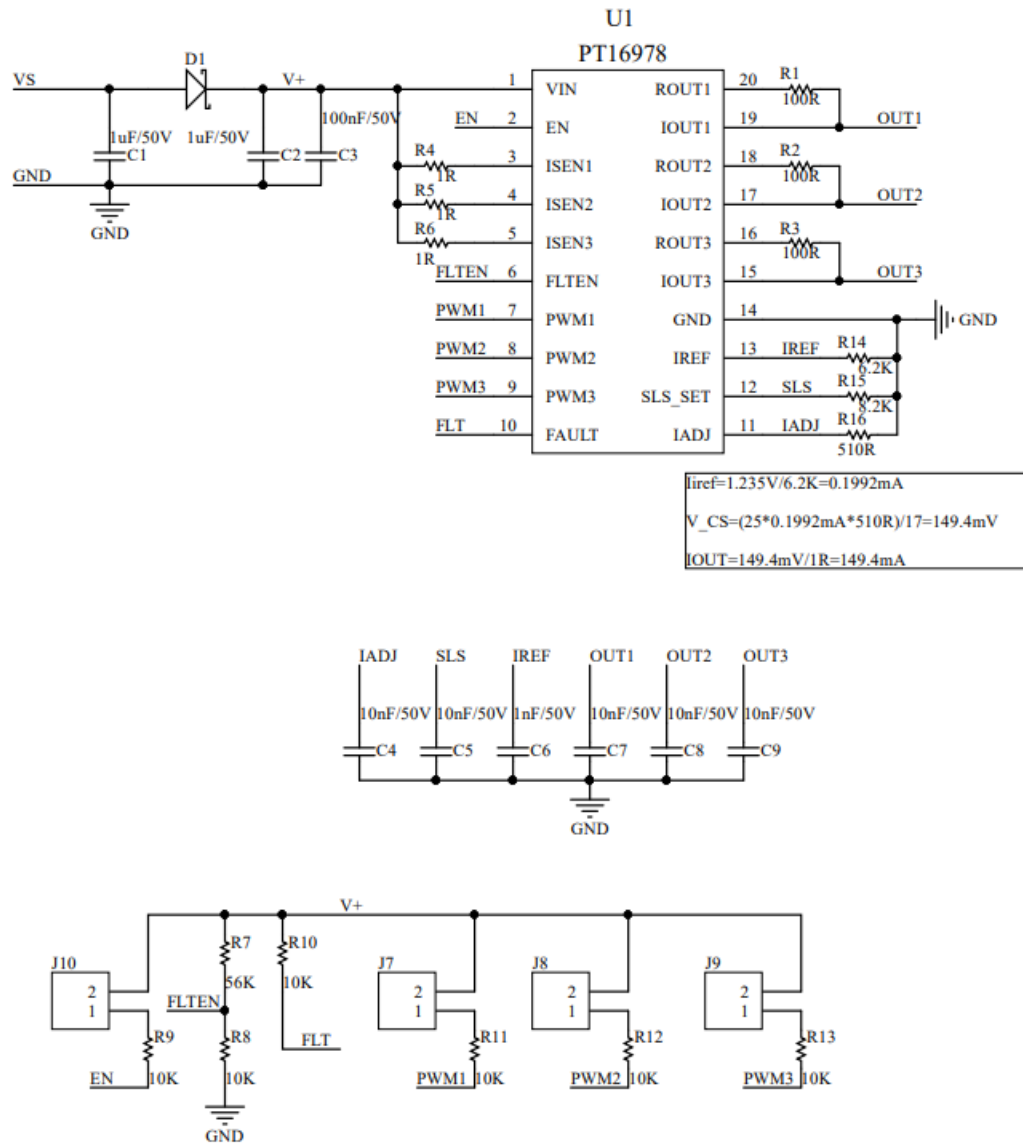 U1
PT16978
VS
D1
V+
1uF/50V
C1
1uF/50V
C2
100nF/50V
C3
GND
GND
EN
R4
1R
R5
1R
R6
1R
FLTEN
PWM1
PWM2
PWM3
FLT
1 VIN ROUT1 20
2 EN IOUT1 19
3 ISEN1 ROUT2 18
4 ISEN2 IOUT2 17
5 ISEN3 ROUT3 16
6 FLTEN IOUT3 15
7 PWM1 GND 14
8 PWM2 IREF 13
9 PWM3 SLS_SET 12
10 FAULT IADJ 11
R1
100R
OUT1
R2
100R
OUT2
R3
100R
OUT3
GND
IREF R14
6.2K
SLS R15
8.2K
IADJ R16
510R
Iiref=1.235V/6.2K=0.1992mA
V_CS=(25*0.1992mA*510R)/17=149.4mV
IOUT=149.4mV/1R=149.4mA
IADJ SLS IREF OUT1 OUT2 OUT3
10nF/50V 10nF/50V 1nF/50V 10nF/50V 10nF/50V 10nF/50V
C4 C5 C6 C7 C8 C9
GND
V+
J10
2
1
R9
EN 10K
R7
56K
FLTEN
R8
10K
GND
R10
10K
FLT
J7
2
1
R11
PWM1 10K
J8
2
1
R12
PWM2 10K
J9
2
1
R13
PWM3 10K